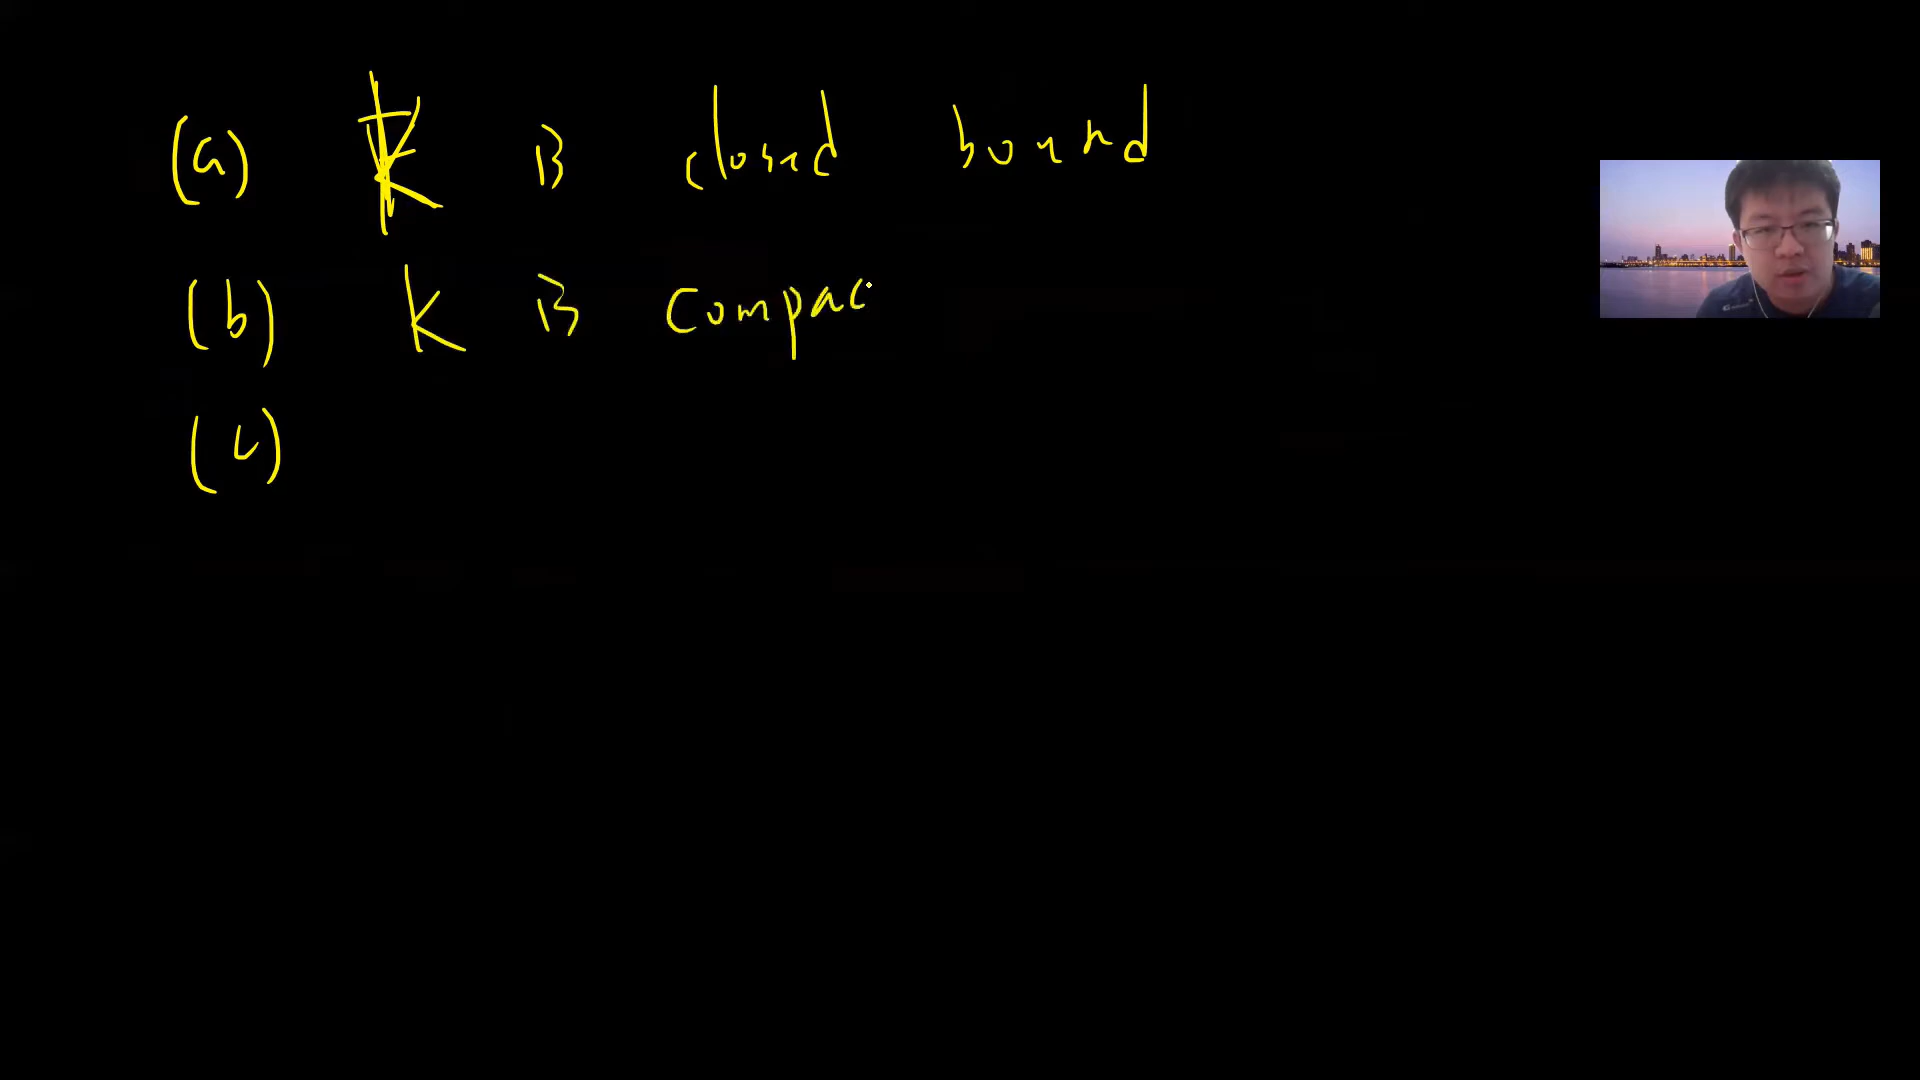 (a) K is closed bound
(b) K is compac
(c)